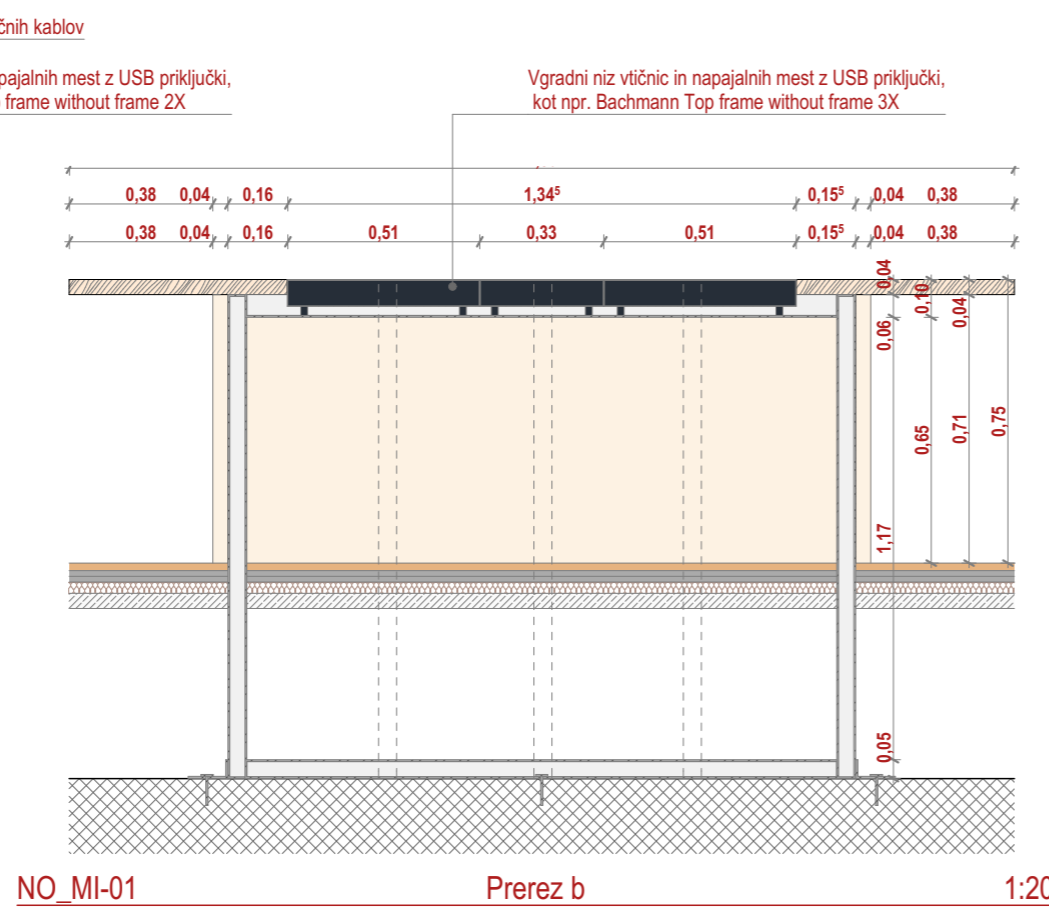 čnih kablov
pajalnih mest z USB priključki,
frame without frame 2X
Vgradni niz vtičnic in napajalnih mest z USB priključki,
kot npr. Bachmann Top frame without frame 3X
0,38 0,04 0,16 1,34⁵ 0,15⁵ 0,04 0,38
0,38 0,04 0,16 0,51 0,33 0,51 0,15⁵ 0,04 0,38
0,04
0,10
0,04
0,06
0,65
0,71
0,75
1,17
0,05
NO_MI-01 Prerez b 1:20